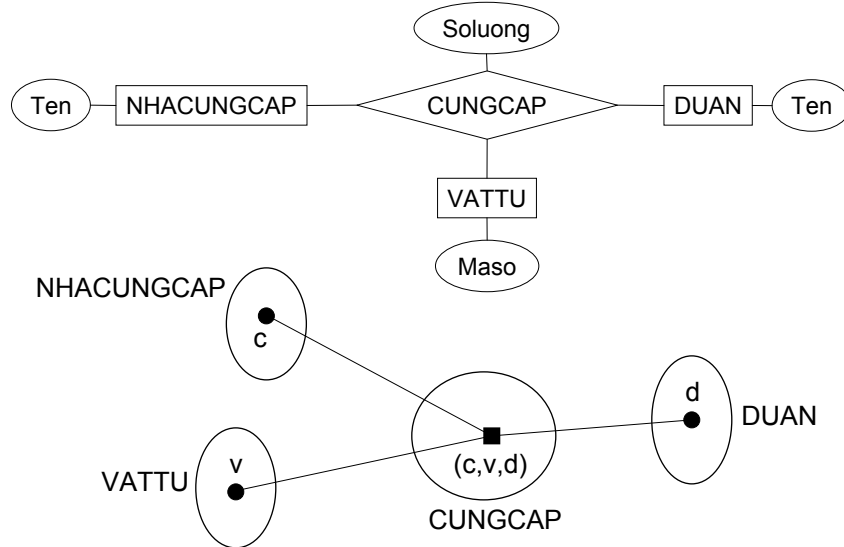 Soluong
Ten NHACUNGCAP CUNGCAP DUAN Ten
VATTU
Maso
NHACUNGCAP
c
d
DUAN
v
VATTU
(c,v,d)
CUNGCAP